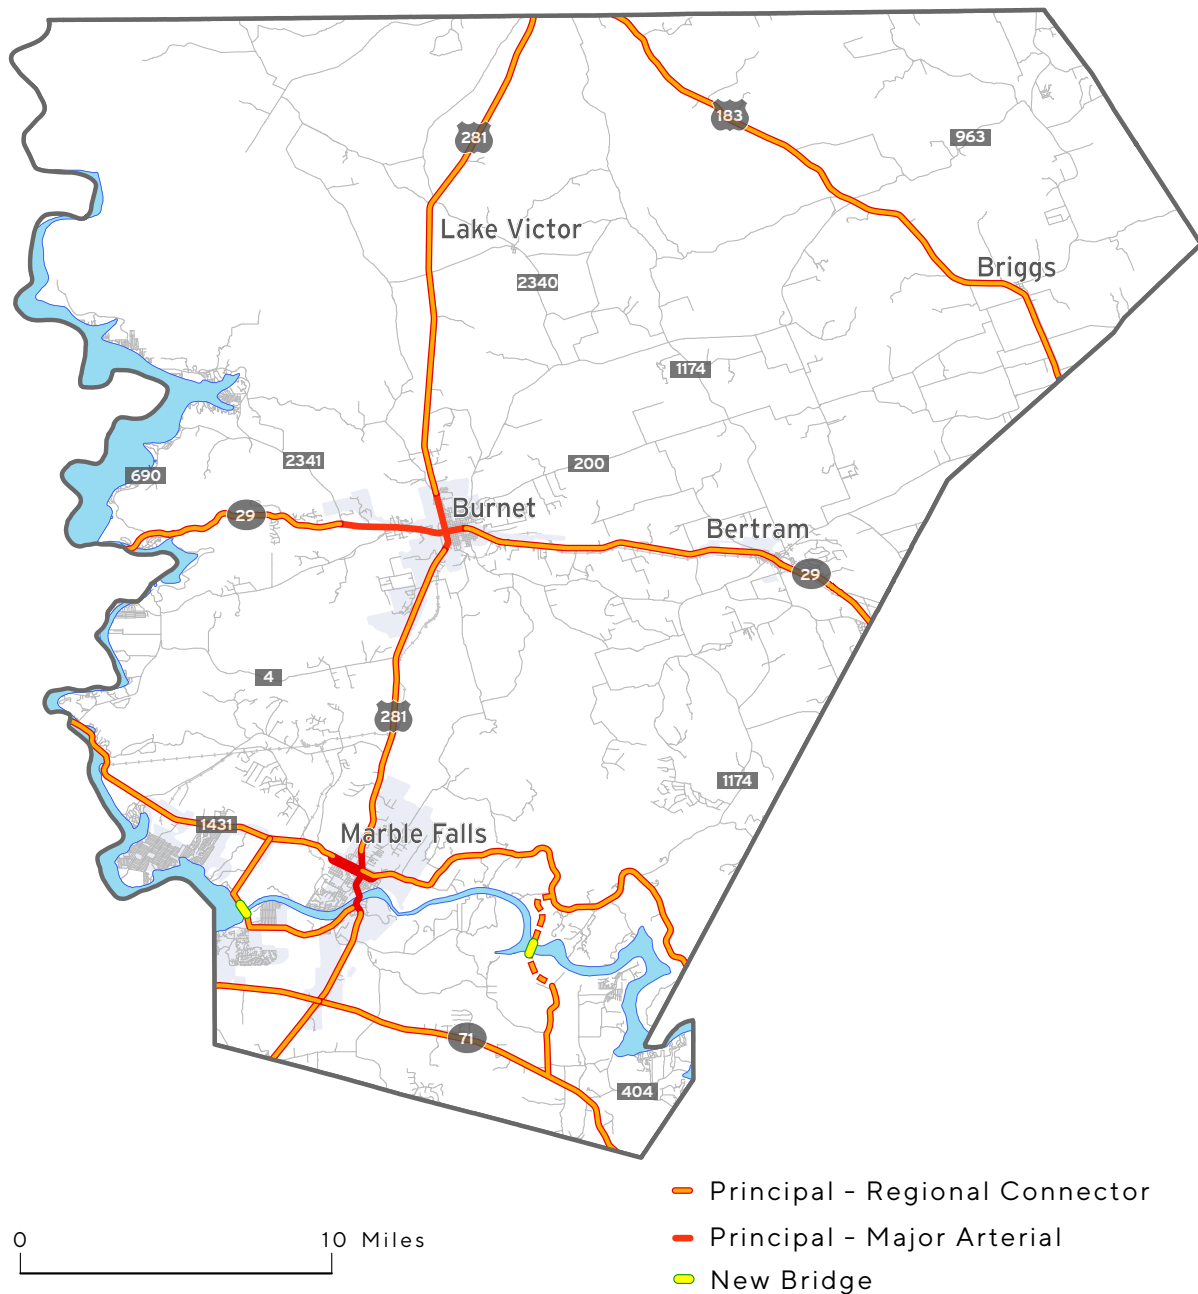 183
281
963
Lake Victor
Briggs
2340
1174
2341
200
690
29
Burnet
Bertram
29
4
281
1174
1431
Marble Falls
71
404
Principal - Regional Connector
0
10 Miles
Principal - Major Arterial
New Bridge